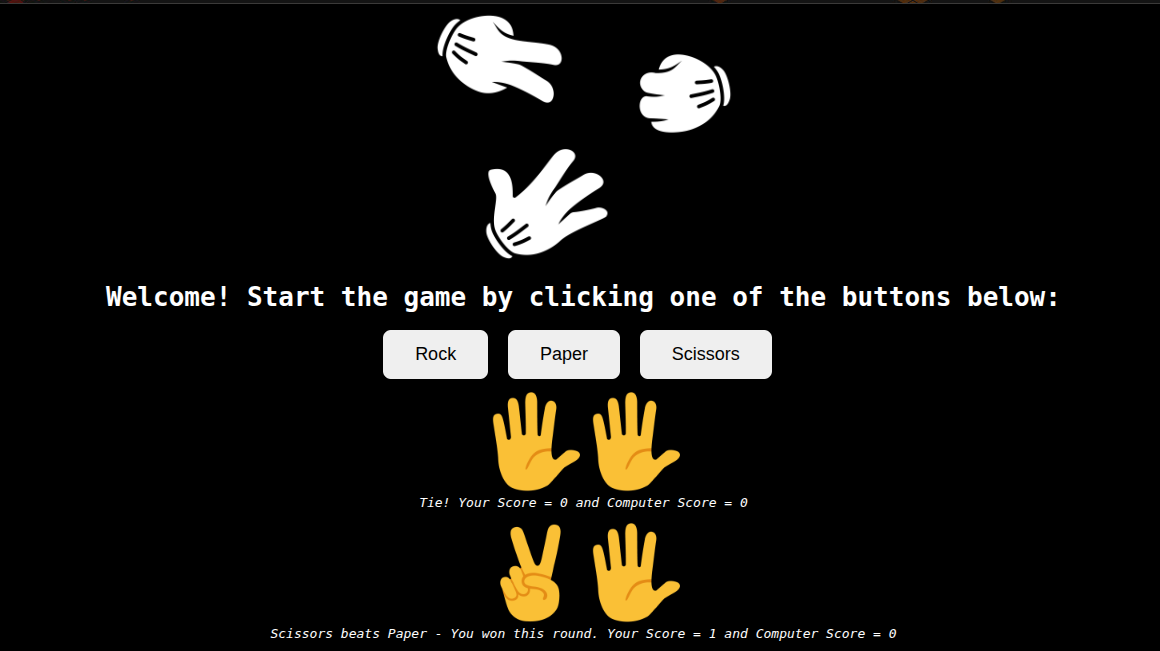 Welcome! Start the game by clicking one of the buttons below:
Rock Paper Scissors
Tie! Your Score = 0 and Computer Score = 0
Scissors beats Paper - You won this round. Your Score = 1 and Computer Score = 0